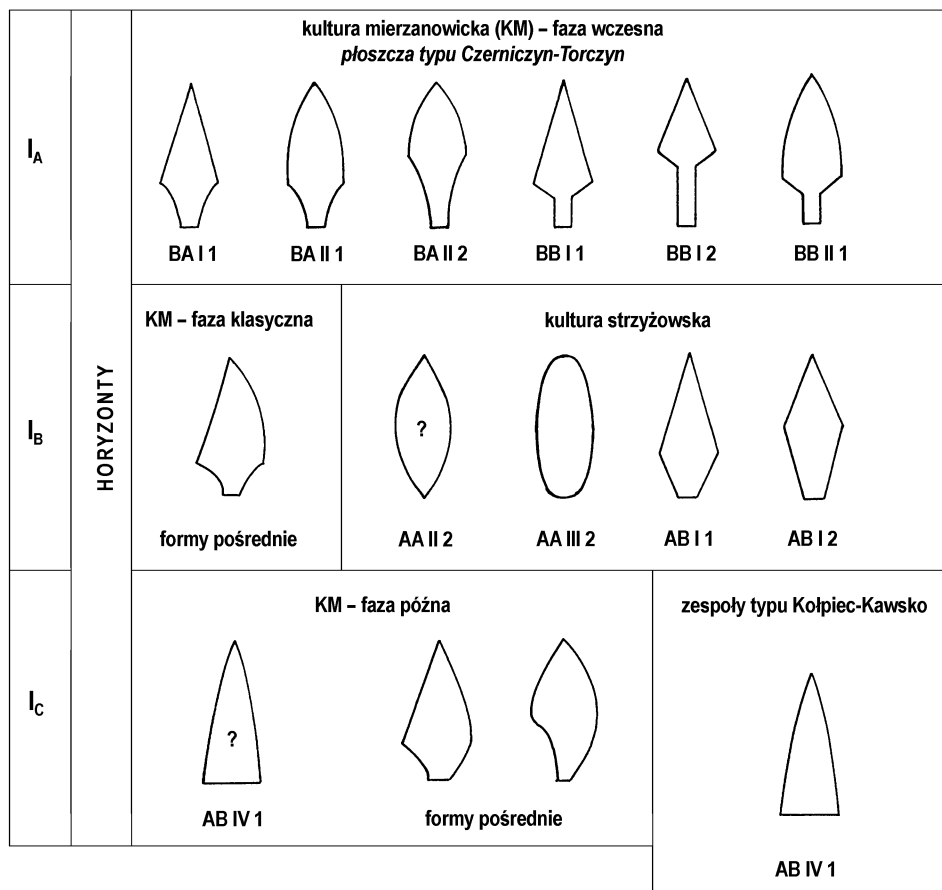 kultura mierzanowicka (KM) – faza wczesna
płoszcza typu Czerniczyn-Torczyn
I_A
BA I 1
BA II 1
BA II 2
BB I 1
BB I 2
BB II 1
HORYZONTY
KM – faza klasyczna
kultura strzyżowska
I_B
?
formy pośrednie
AA II 2
AA III 2
AB I 1
AB I 2
KM – faza późna
zespoły typu Kołpiec-Kawsko
I_C
?
AB IV 1
formy pośrednie
AB IV 1